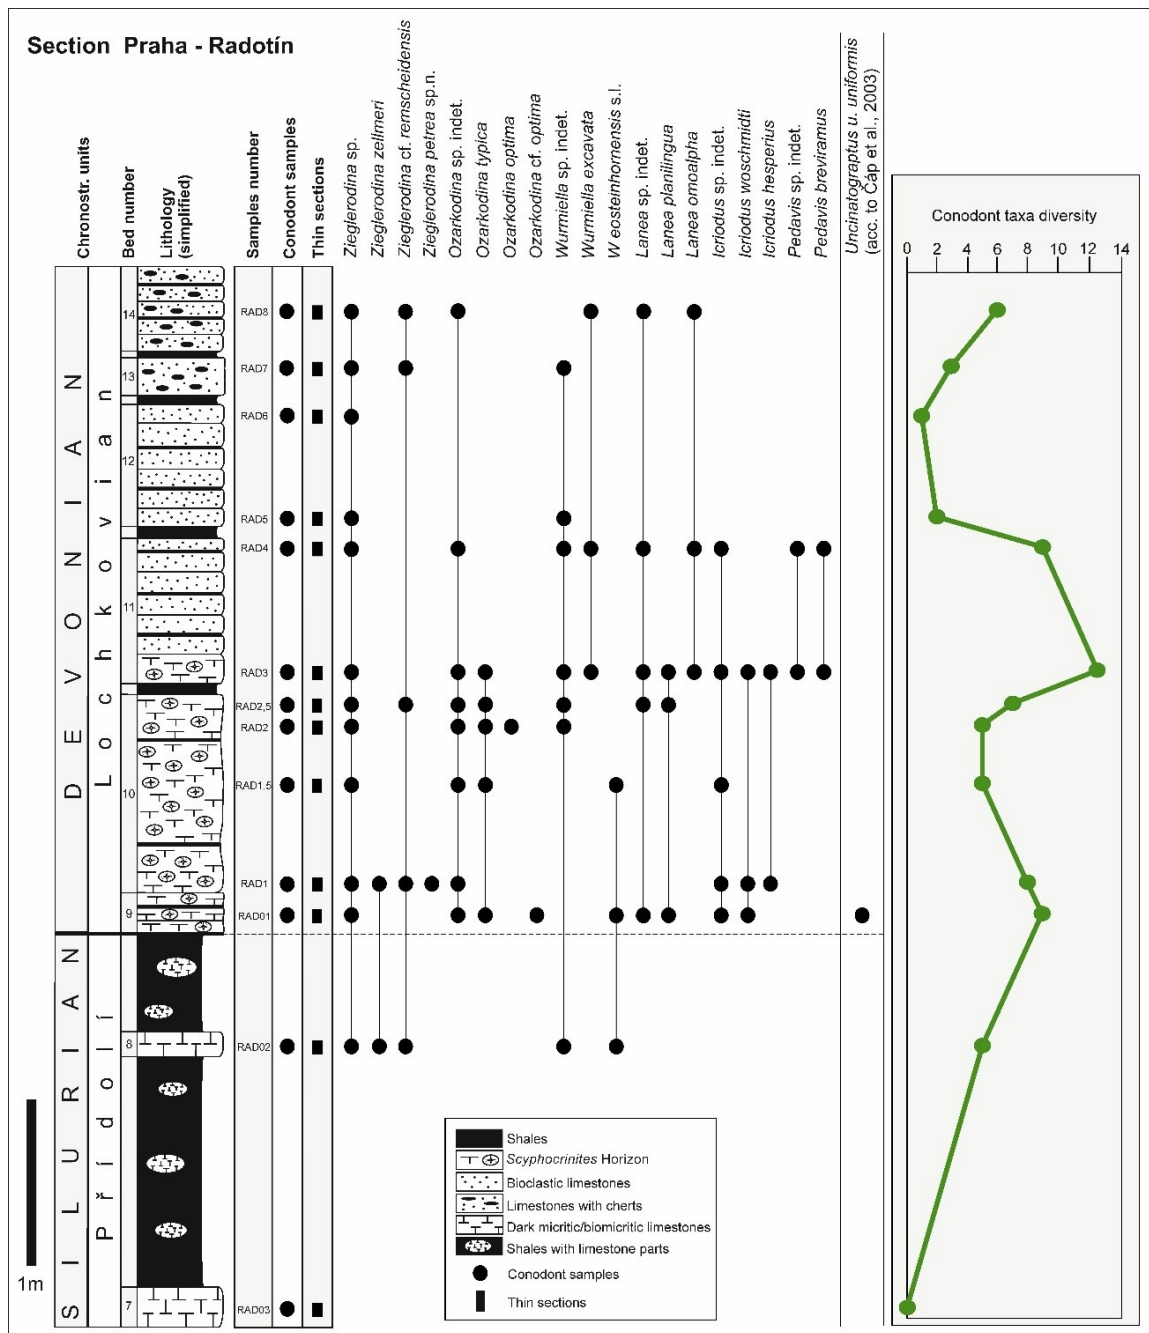 Section Praha - Radotín
Chronostr. units
Bed number
Lithology
(simplified)
Samples number
Conodont samples
Thin sections
Zieglerodina sp.
Zieglerodina zellmeri
Zieglerodina cf. remscheidensis
Zieglerodina petrea sp.n.
Ozarkodina sp. indet.
Ozarkodina typica
Ozarkodina optima
Ozarkodina cf. optima
Wurmiella sp. indet.
Wurmiella excavata
W eosteinhornensis s.l.
Lanea sp. indet.
Lanea planilingua
Lanea omoalpha
Icriodus sp. indet.
Icriodus woschmidti
Icriodus hesperius
Pedavis sp. indet.
Pedavis breviramus
Uncinatograptus u. uniformis
(acc. to Čáp et al., 2003)
Conodont taxa diversity
0 2 4 6 8 10 12 14
DEVONIAN
Lochkovian
SILURIAN
Přídolí
14
RAD8
13
RAD7
RAD6
12
RAD5
RAD4
11
RAD3
RAD2,5
RAD2
RAD1.5
10
RAD1
9
RAD01
8
RAD02
7
RAD03
1m
Shales
Scyphocrinites Horizon
Bioclastic limestones
Limestones with cherts
Dark micritic/biomicritic limestones
Shales with limestone parts
Conodont samples
Thin sections